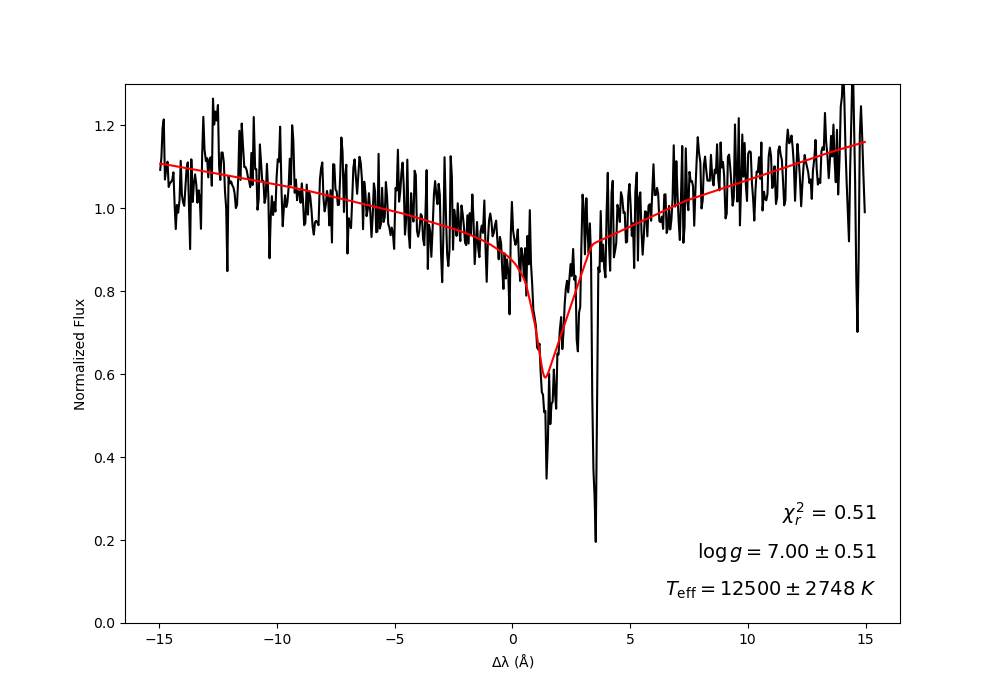 1.2
1.0
0.8
0.6
0.4
0.2
0.0
Normalized Flux
χ²ᵣ = 0.51
log g = 7.00 ± 0.51
T_eff = 12500 ± 2748 K
−15 −10 −5 0 5 10 15
Δλ (Å)